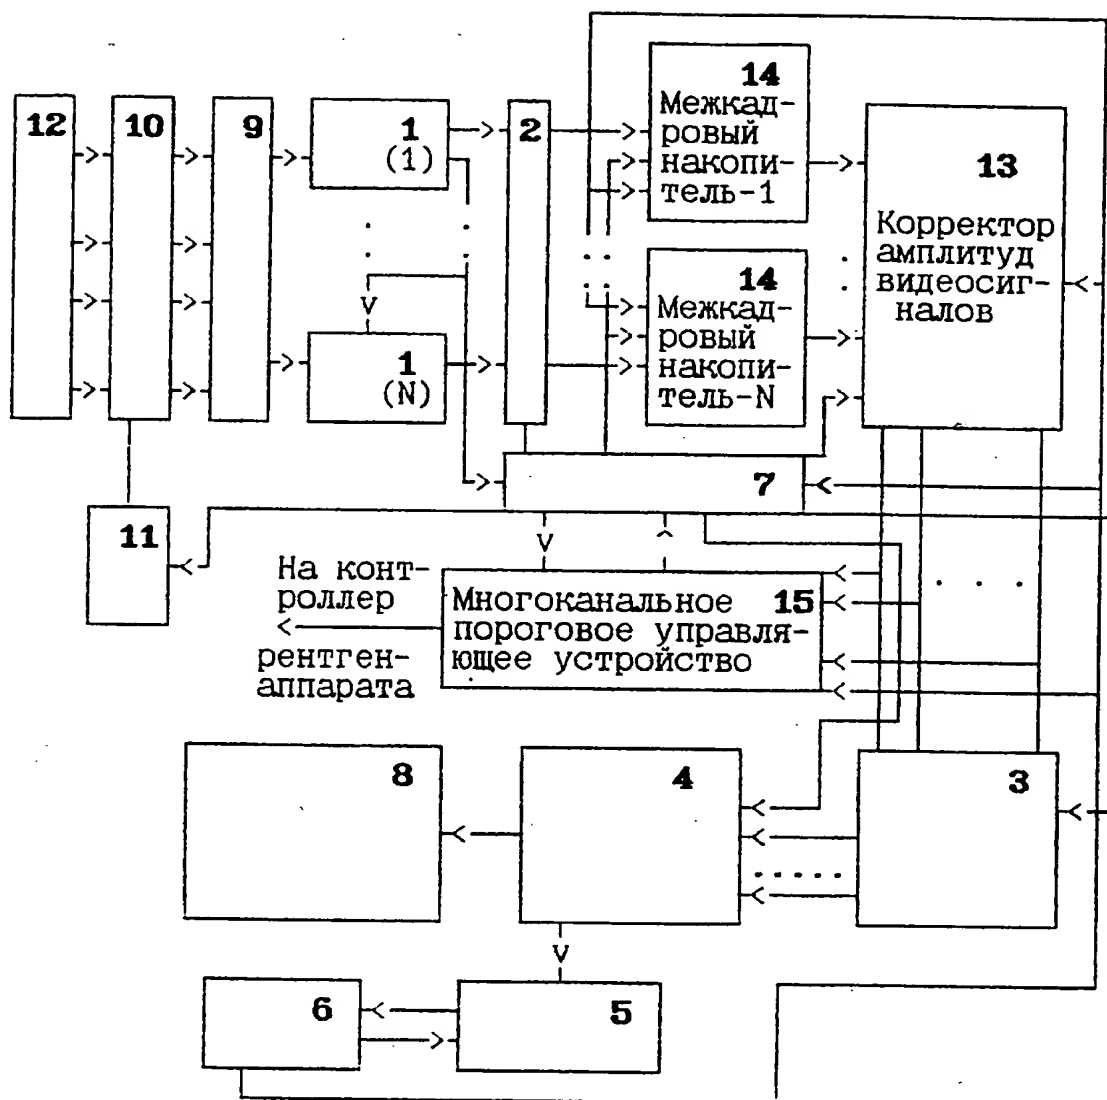 12
10
9
1
(1)
2
14
Межкад-
ровый
накопи-
тель-1
13
Корректор
амплитуд
видеосиг-
налов
1
(N)
14
Межкад-
ровый
накопи-
тель-N
7
11
На конт-
роллер
рентген-
аппарата
15
Многоканальное
пороговое управля-
ющее устройство
8
4
3
6
5